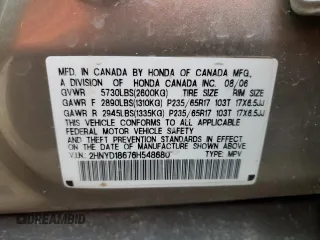 MFD. IN CANADA BY HONDA OF CANADA MFG.,
A DIVISION OF HONDA CANADA INC. 08/06
GVWR 5730LBS(2600KG) TIRE SIZE RIM SIZE
GAWR F 2890LBS(1310KG) P235/65R17 103T 17X6.5JJ
GAWR R 2945LBS(1335KG) P235/65R17 103T 17X6.5JJ
THIS VEHICLE CONFORMS TO ALL APPLICABLE
FEDERAL MOTOR VEHICLE SAFETY AND
THEFT PREVENTION STANDARDS IN EFFECT ON
THE DATE OF MANUFACTURE SHOWN ABOVE.
V.I.N: 2HNYD18676H548680 TYPE: MPV
DREAMBID